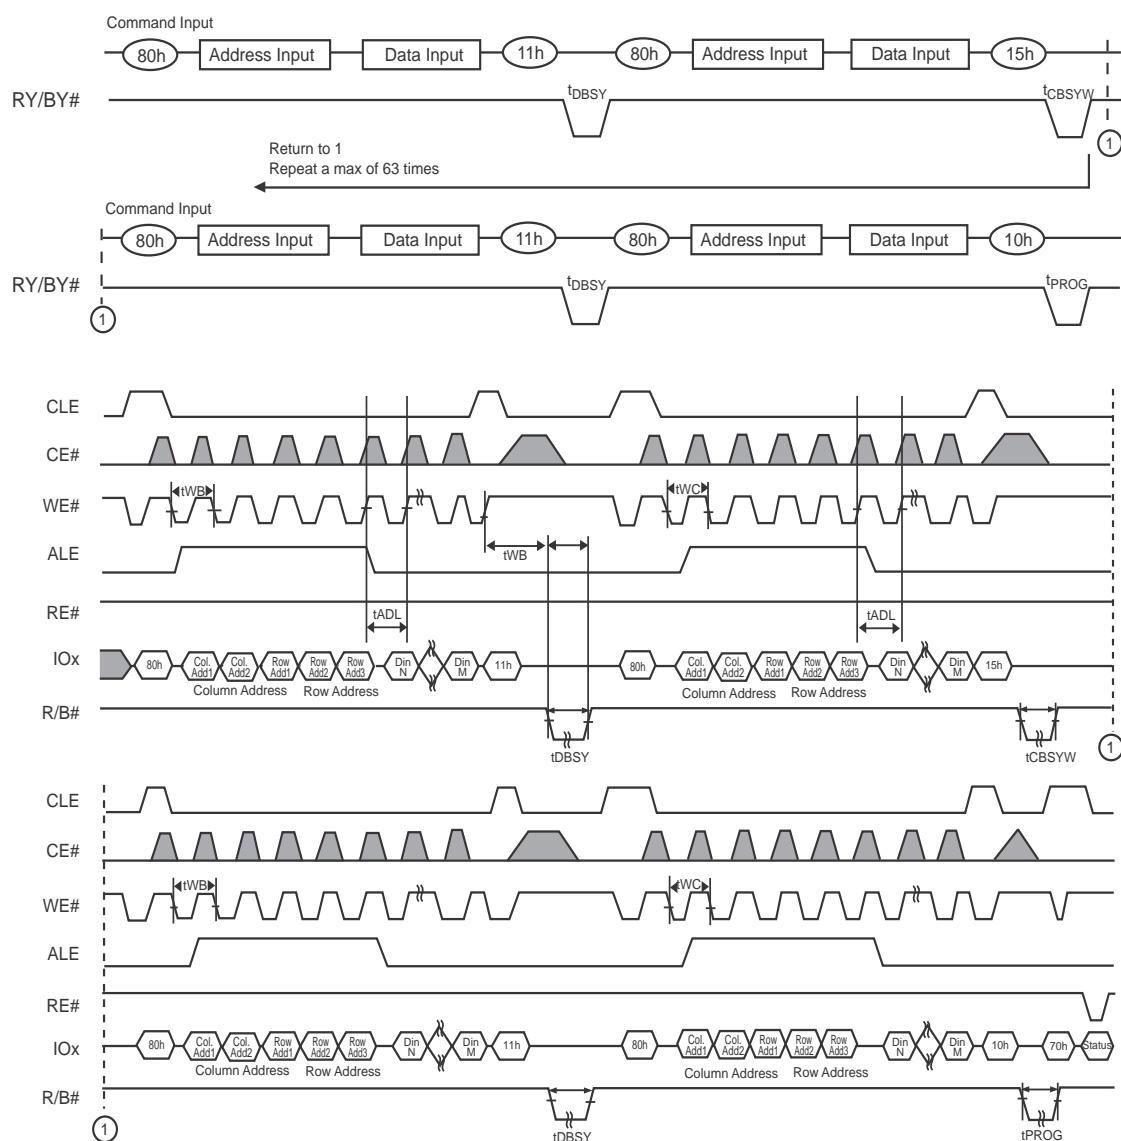 Command Input
80h Address Input Data Input 11h 80h Address Input Data Input 15h
RY/BY# tDBSY tCBSYW
1
Return to 1
Repeat a max of 63 times
Command Input
80h Address Input Data Input 11h 80h Address Input Data Input 10h
RY/BY# tDBSY tPROG
1
CLE
CE#
WE# tWB tWC
ALE tWB
RE# tADL tADL
IOx 80h Col. Add1 Col. Add2 Row Add1 Row Add2 Row Add3 Din N Din M 11h 80h Col. Add1 Col. Add2 Row Add1 Row Add2 Row Add3 Din N Din M 15h
Column Address Row Address Column Address Row Address
R/B#
tDBSY tCBSYW 1
CLE
CE#
WE# tWB tWC
ALE
RE#
IOx 80h Col. Add1 Col. Add2 Row Add1 Row Add2 Row Add3 Din N Din M 11h 80h Col. Add1 Col. Add2 Row Add1 Row Add2 Row Add3 Din N Din M 10h 70h Status
Column Address Row Address Column Address Row Address
R/B#
1 tDBSY tPROG